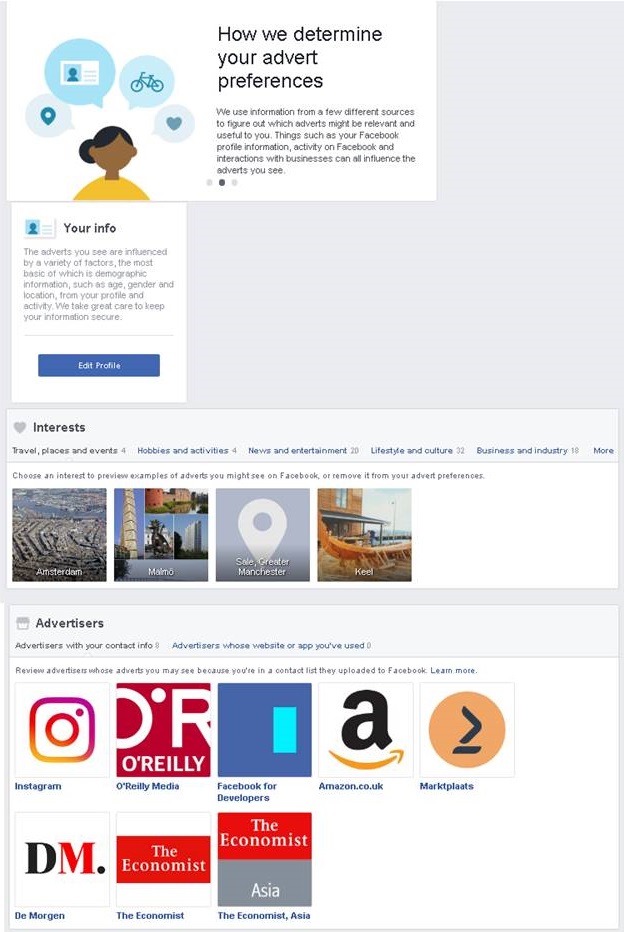 How we determine
your advert
preferences
We use information from a few different sources
to figure out which adverts might be relevant and
useful to you. Things such as your Facebook
profile information, activity on Facebook and
interactions with businesses can all influence the
adverts you see.
Your info
The adverts you see are influenced
by a variety of factors, the most
basic of which is demographic
information, such as age, gender and
location, from your profile and
activity. We take great care to keep
your information secure.
Edit Profile
Interests
Travel, places and events 4 Hobbies and activities 4 News and entertainment 20 Lifestyle and culture 32 Business and industry 18 More
Choose an interest to preview examples of adverts you might see on Facebook, or remove it from your advert preferences.
Amsterdam
Malmö
Sale, Greater
Manchester
Keel
Advertisers
Advertisers with your contact info 8 Advertisers whose website or app you've used 0
Review advertisers whose adverts you may see because you're in a contact list they uploaded to Facebook. Learn more.
O'R
O'REILLY
a
Instagram
O'Reilly Media
Facebook for
Developers
Amazon.co.uk
Marktplaats
DM.
The
Economist
The
Economist
Asia
De Morgen
The Economist
The Economist, Asia